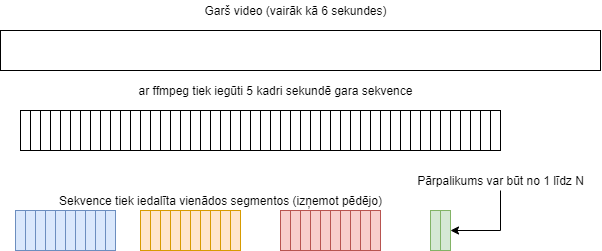 Garš video (vairāk kā 6 sekundes)
ar ffmpeg tiek iegūti 5 kadri sekundē gara sekvence
Pārpalikums var būt no 1 līdz N
Sekvence tiek iedalīta vienādos segmentos (izņemot pēdējo)